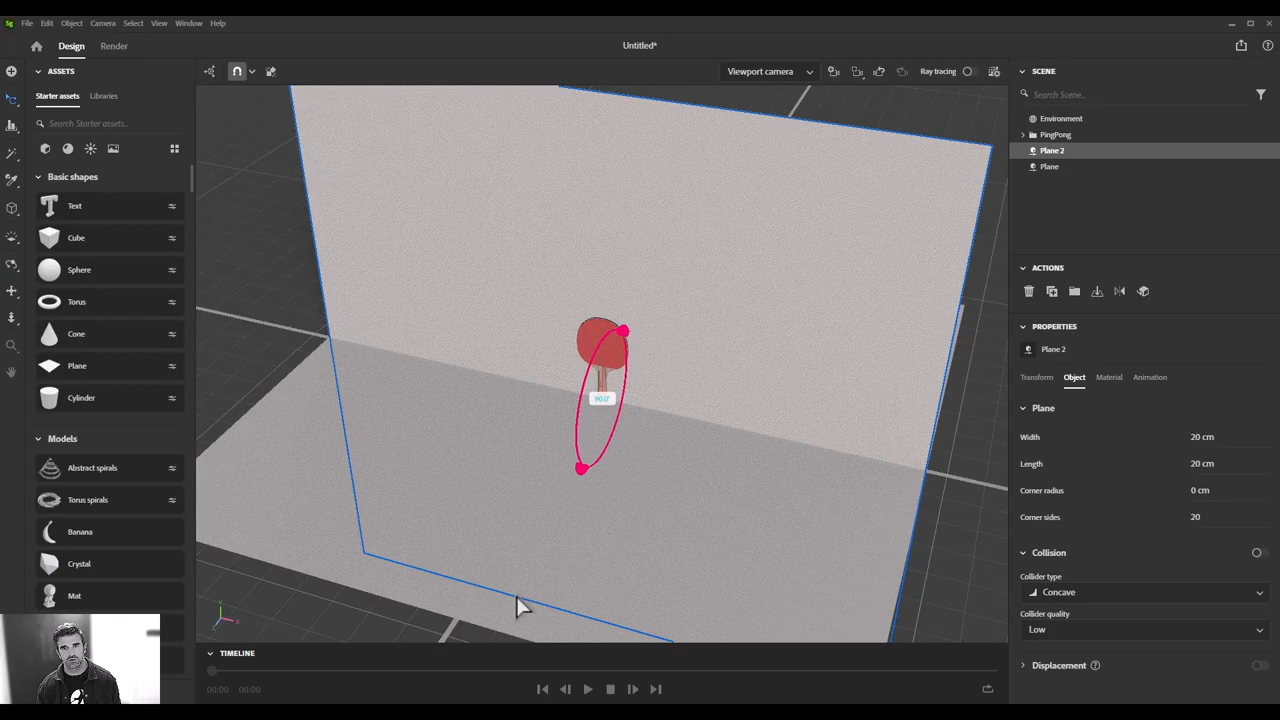 Sg File Edit Object Camera Select View Window Help
Design Render
Untitled*
ASSETS
Viewport camera
Ray tracing
SCENE
Starter assets Libraries
Search Scene...
Search Starter assets...
Environment
PingPong
Plane 2
Plane
Basic shapes
Text
Cube
Sphere
Torus
Cone
Plane
Cylinder
Models
Abstract spirals
Torus spirals
Banana
Crystal
Mat
90.0°
ACTIONS
PROPERTIES
Plane 2
Transform Object Material Animation
Plane
Width 20 cm
Length 20 cm
Corner radius 0 cm
Corner sides 20
Collision
Collider type
Concave
Collider quality
Low
Displacement
TIMELINE
00:00 00:00